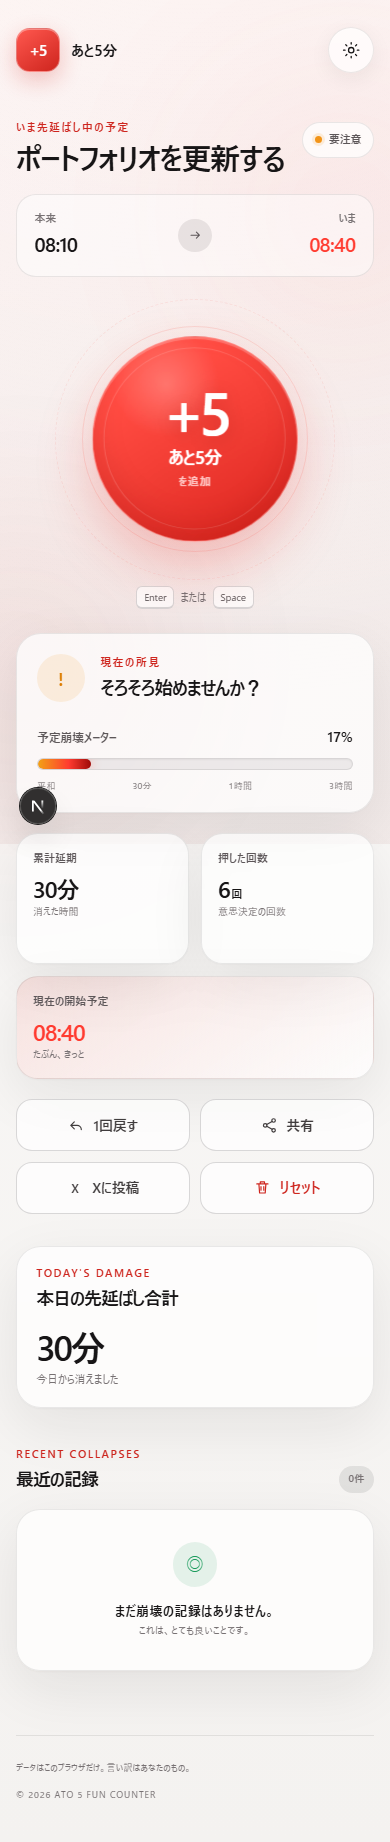 +5
あと5分
いま先延ばし中の予定
ポートフォリオを更新する
要注意
本来
いま
08:10
→
08:40
+5
あと5分
を追加
Enter または Space
!
現在の所見
そろそろ始めませんか？
予定崩壊メーター
17%
平和
30分
1時間
3時間
N
累計延期
30分
消えた時間
押した回数
6回
意思決定の回数
現在の開始予定
08:40
たぶん、きっと
1回戻す
共有
X Xに投稿
リセット
TODAY'S DAMAGE
本日の先延ばし合計
30分
今日から消えました
RECENT COLLAPSES
最近の記録
0件
◎
まだ崩壊の記録はありません。
これは、とても良いことです。
データはこのブラウザだけ。言い訳はあなたのもの。
© 2026 ATO 5 FUN COUNTER